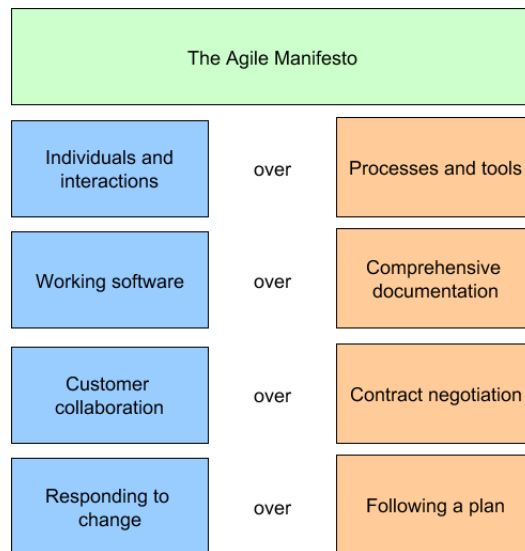 The Agile Manifesto
Individuals and
interactions
over
Processes and tools
Working software
over
Comprehensive
documentation
Customer
collaboration
over
Contract negotiation
Responding to
change
over
Following a plan